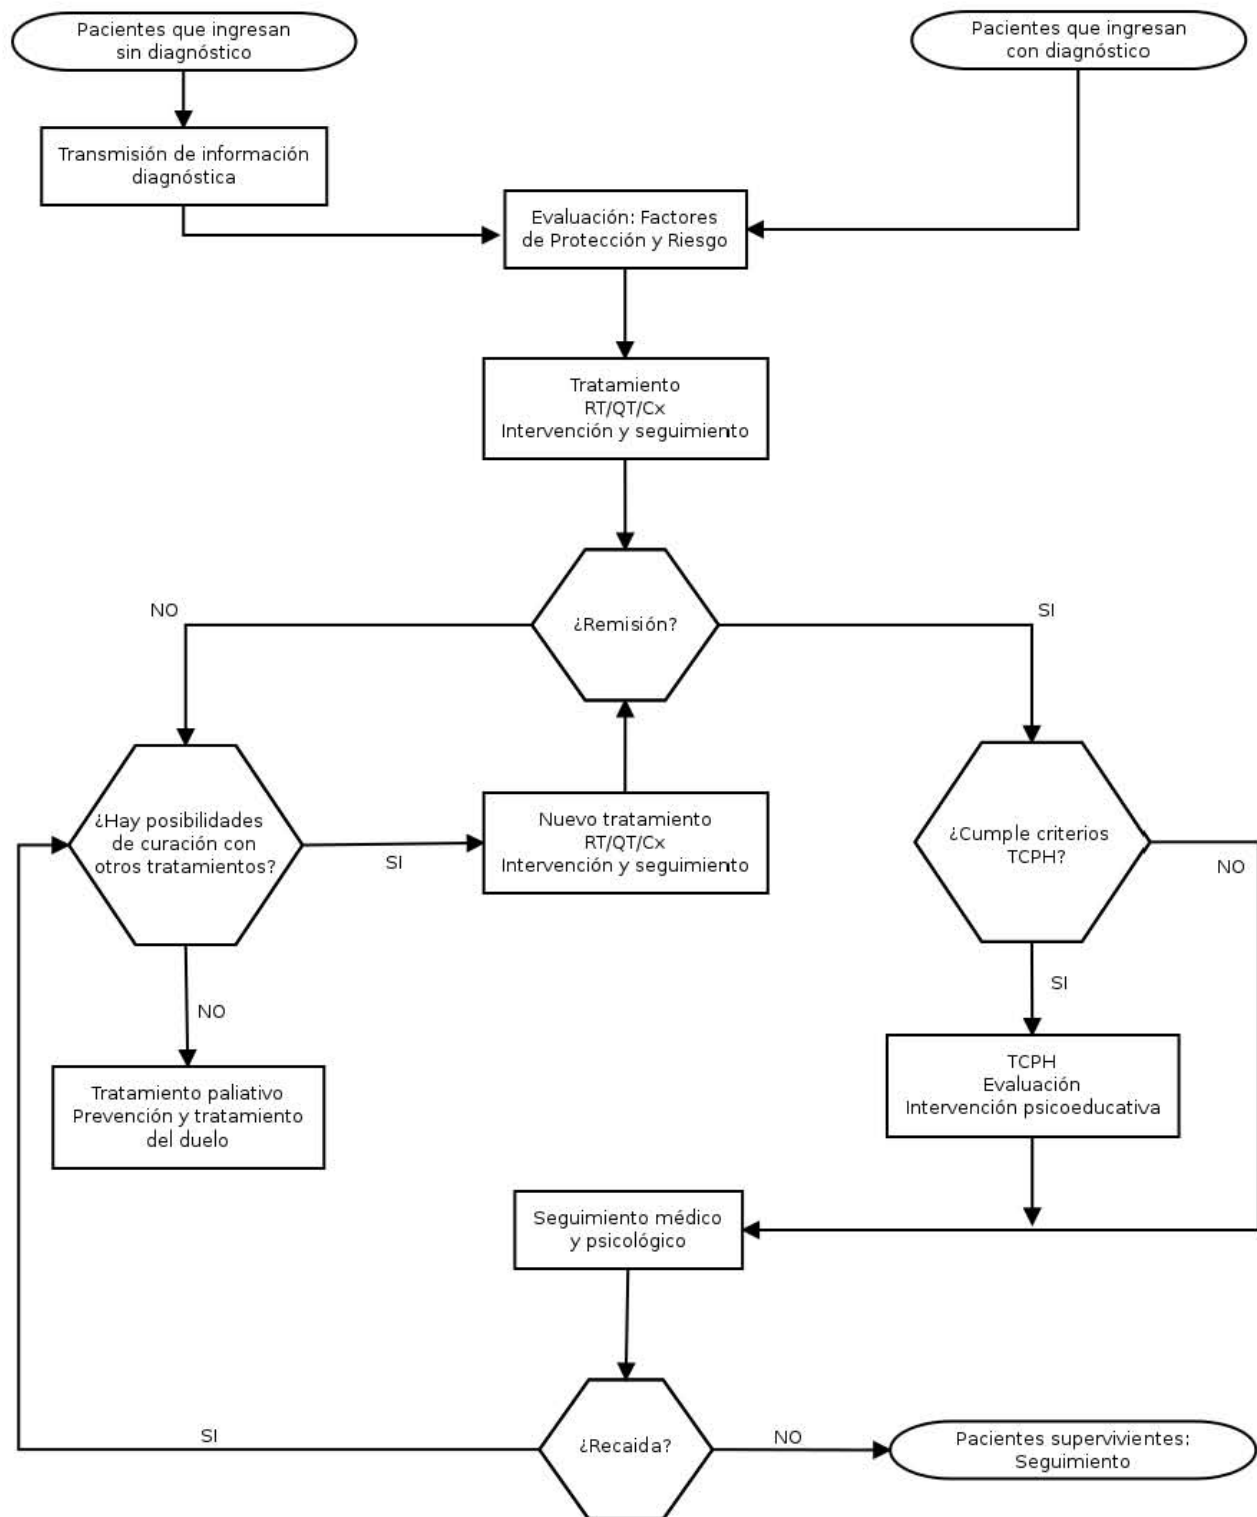 Pacientes que ingresan
sin diagnóstico
Pacientes que ingresan
con diagnóstico
Transmisión de información
diagnóstica
Evaluación: Factores
de Protección y Riesgo
Tratamiento
RT/QT/Cx
Intervención y seguimiento
¿Remisión?
NO
SI
¿Hay posibilidades
de curación con
otros tratamientos?
SI
Nuevo tratamiento
RT/QT/Cx
Intervención y seguimiento
¿Cumple criterios
TCPH?
NO
SI
NO
Tratamiento paliativo
Prevención y tratamiento
del duelo
TCPH
Evaluación
Intervención psicoeducativa
Seguimiento médico
y psicológico
¿Recaida?
SI
NO
Pacientes supervivientes:
Seguimiento